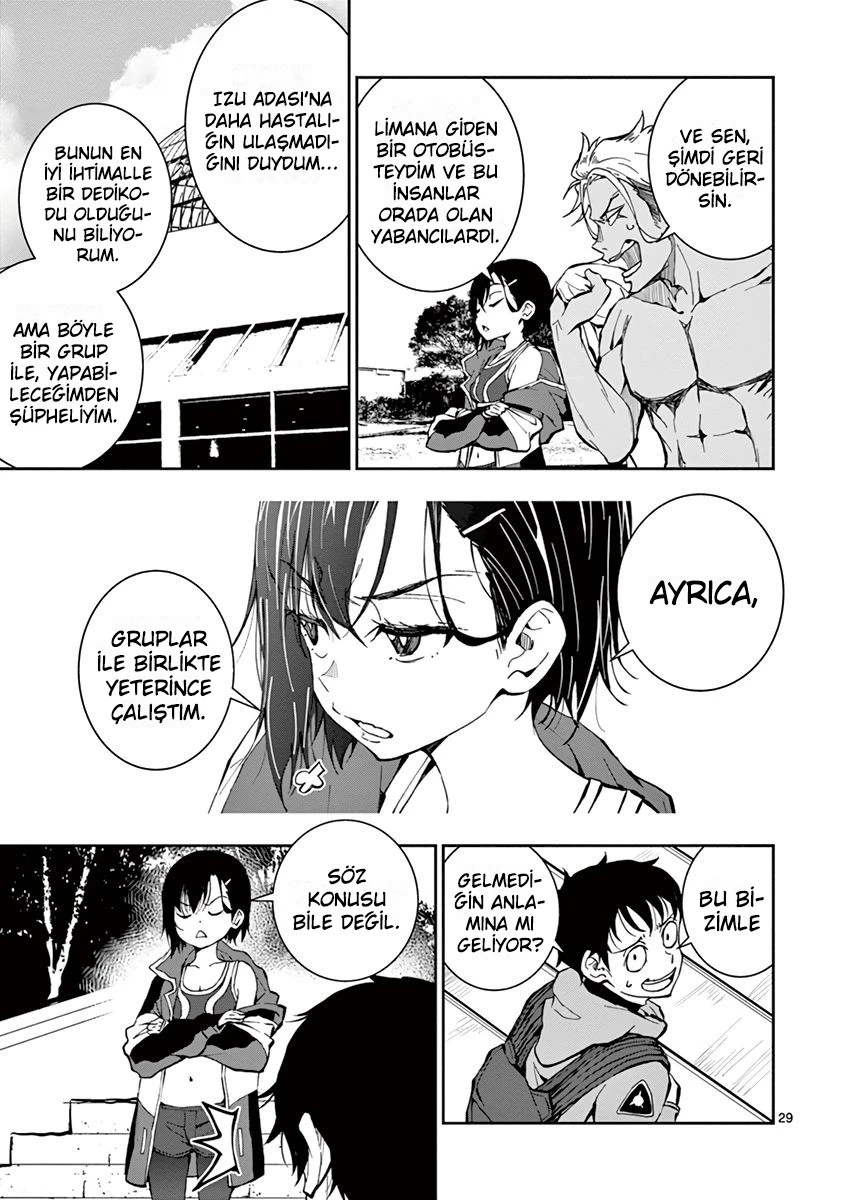 VE SEN,
ŞİMDİ GERİ
DÖNEBİLİR-
SİN.
LİMANA GİDEN
BİR OTOBÜS-
TEYDİM VE BU
İNSANLAR
ORADA OLAN
YABANCILARDI.
IZU ADASI'NA
DAHA HASTALI-
ĞIN ULAŞMADI-
ĞINI DUYDUM...
BUNUN EN
İYİ İHTİMALLE
BİR DEDİKO-
DU OLDUĞU-
NU BİLİYO-
RUM.
AMA BÖYLE
BİR GRUP
İLE, YAPABİ-
LECEĞİMDEN
ŞÜPHELİYİM.
AYRICA,
GRUPLAR
İLE BİRLİKTE
YETERİNCE
ÇALIŞTIM.
BU Bİ-
ZİMLE
GELMEDİ-
ĞİN ANLA-
MINA MI
GELİYOR?
SÖZ
KONUSU
BİLE DEĞİL.
29